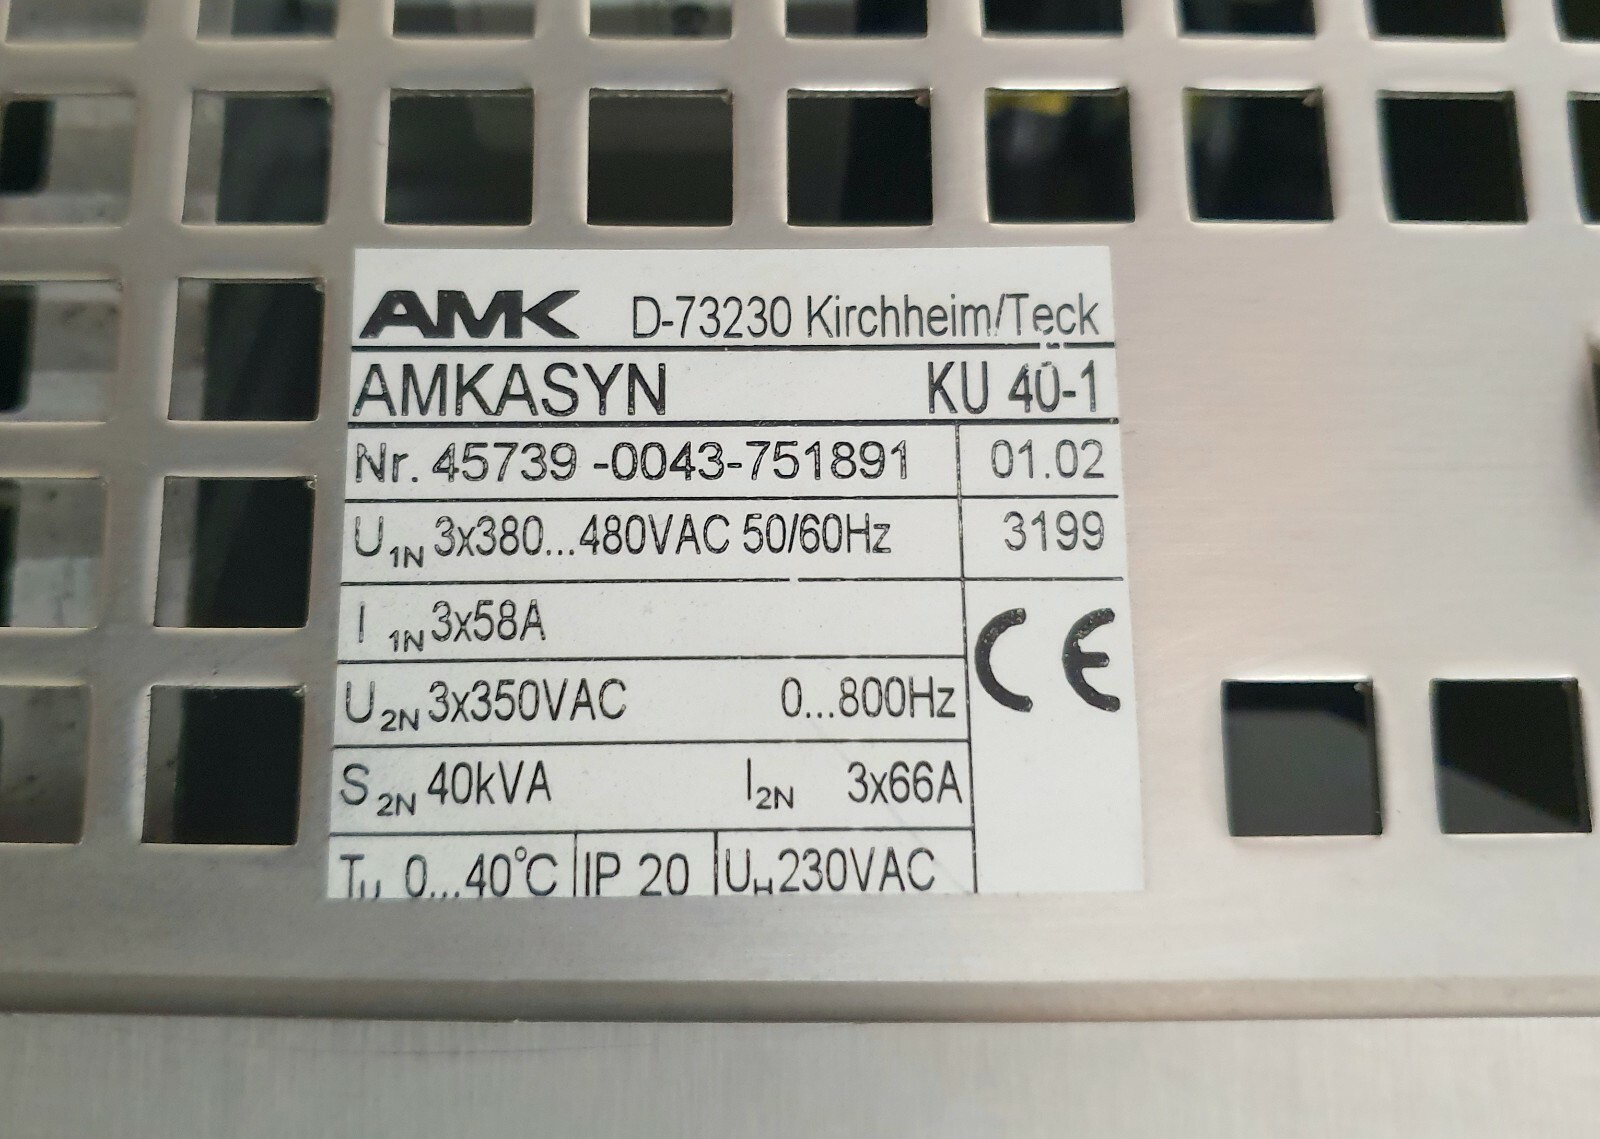 AMK D-73230 Kirchheim/Teck
AMKASYN KU 40-1
Nr. 45739 -0043-751891 01.02
U1N 3x380...480VAC 50/60Hz 3199
I 1N 3x58A
CE
U2N 3x350VAC 0...800Hz
S2N 40kVA I2N 3x66A
TU 0...40°C IP 20 UH 230VAC